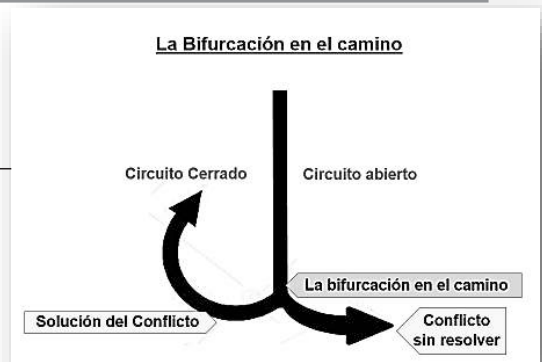 La Bifurcación en el camino
Circuito Cerrado
Circuito abierto
La bifurcación en el camino
Solución del Conflicto
Conflicto
sin resolver